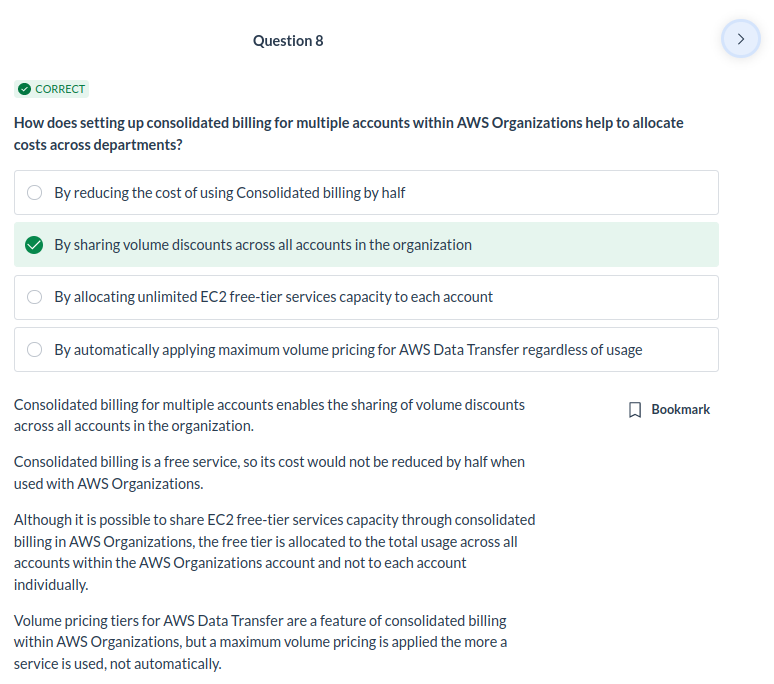 Question 8
CORRECT
How does setting up consolidated billing for multiple accounts within AWS Organizations help to allocate
costs across departments?
By reducing the cost of using Consolidated billing by half
By sharing volume discounts across all accounts in the organization
By allocating unlimited EC2 free-tier services capacity to each account
By automatically applying maximum volume pricing for AWS Data Transfer regardless of usage
Consolidated billing for multiple accounts enables the sharing of volume discounts
across all accounts in the organization.
Bookmark
Consolidated billing is a free service, so its cost would not be reduced by half when
used with AWS Organizations.
Although it is possible to share EC2 free-tier services capacity through consolidated
billing in AWS Organizations, the free tier is allocated to the total usage across all
accounts within the AWS Organizations account and not to each account
individually.
Volume pricing tiers for AWS Data Transfer are a feature of consolidated billing
within AWS Organizations, but a maximum volume pricing is applied the more a
service is used, not automatically.